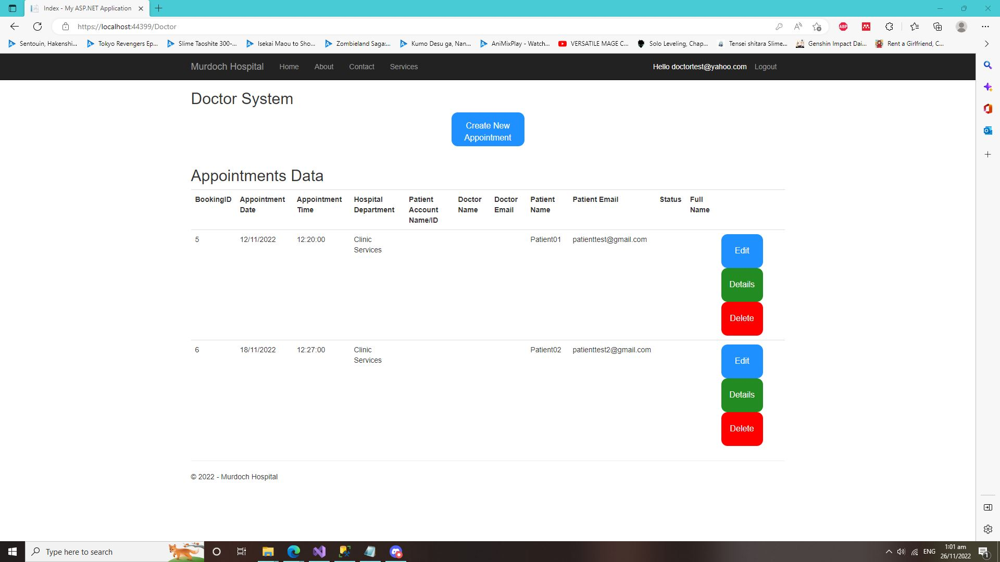 Index - My ASP.NET Application
https://localhost:44399/Doctor
ABP
Sentouin, Hakenshi... Tokyo Revengers Ep... Slime Taoshite 300-... Isekai Maou to Sho... Zombieland Saga:... Kumo Desu ga, Nan... AniMixPlay - Watch... VERSATILE MAGE C... Solo Leveling, Chap... Tensei shitara Slime... Genshin Impact Dai... Rent a Girlfriend, C...
Murdoch Hospital Home About Contact Services Hello doctortest@yahoo.com Logout
Doctor System
Create New
Appointment
Appointments Data
BookingID Appointment Date Appointment Time Hospital Department Patient Account Name/ID Doctor Name Doctor Email Patient Name Patient Email Status Full Name
5 12/11/2022 12:20:00 Clinic Services Patient01 patienttest@gmail.com
Edit
Details
Delete
6 18/11/2022 12:27:00 Clinic Services Patient02 patienttest2@gmail.com
Edit
Details
Delete
© 2022 - Murdoch Hospital
Type here to search
ENG
1:01 am
26/11/2022
1